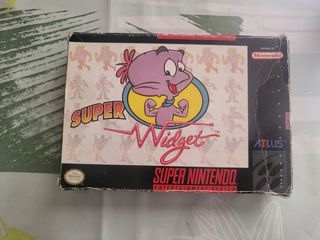 Nintendo
SUPER
Widget
ATLUS
SUPER NINTENDO
ENTERTAINMENT SYSTEM